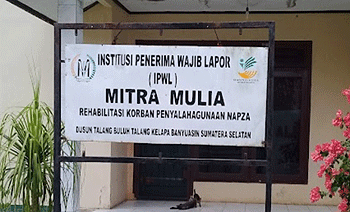 INSTITUSI PENERIMA WAJIB LAPOR
( IPWL )
MITRA MULIA
REHABILITASI KORBAN PENYALAHGUNAAN NAPZA
DUSUN TALANG BULUH TALANG KELAPA BANYUASIN SUMATERA SELATAN